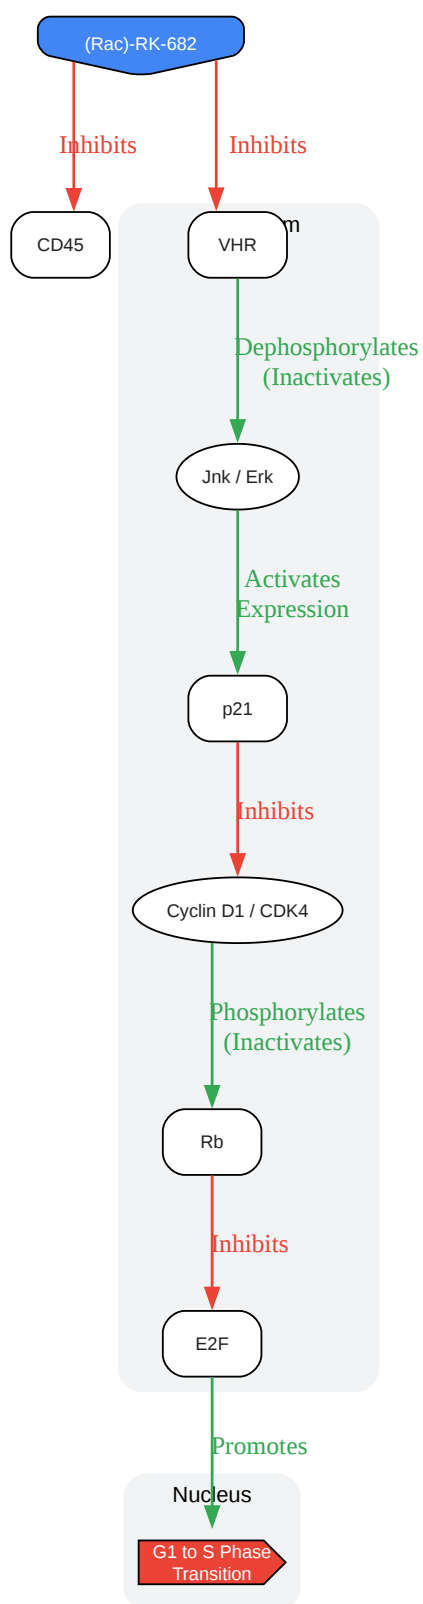 (Rac)-RK-682
Inhibits
Inhibits
CD45
VHR
Dephosphorylates
(Inactivates)
Jnk / Erk
Activates
Expression
p21
Inhibits
Cyclin D1 / CDK4
Phosphorylates
(Inactivates)
Rb
Inhibits
E2F
Promotes
Nucleus
G1 to S Phase
Transition